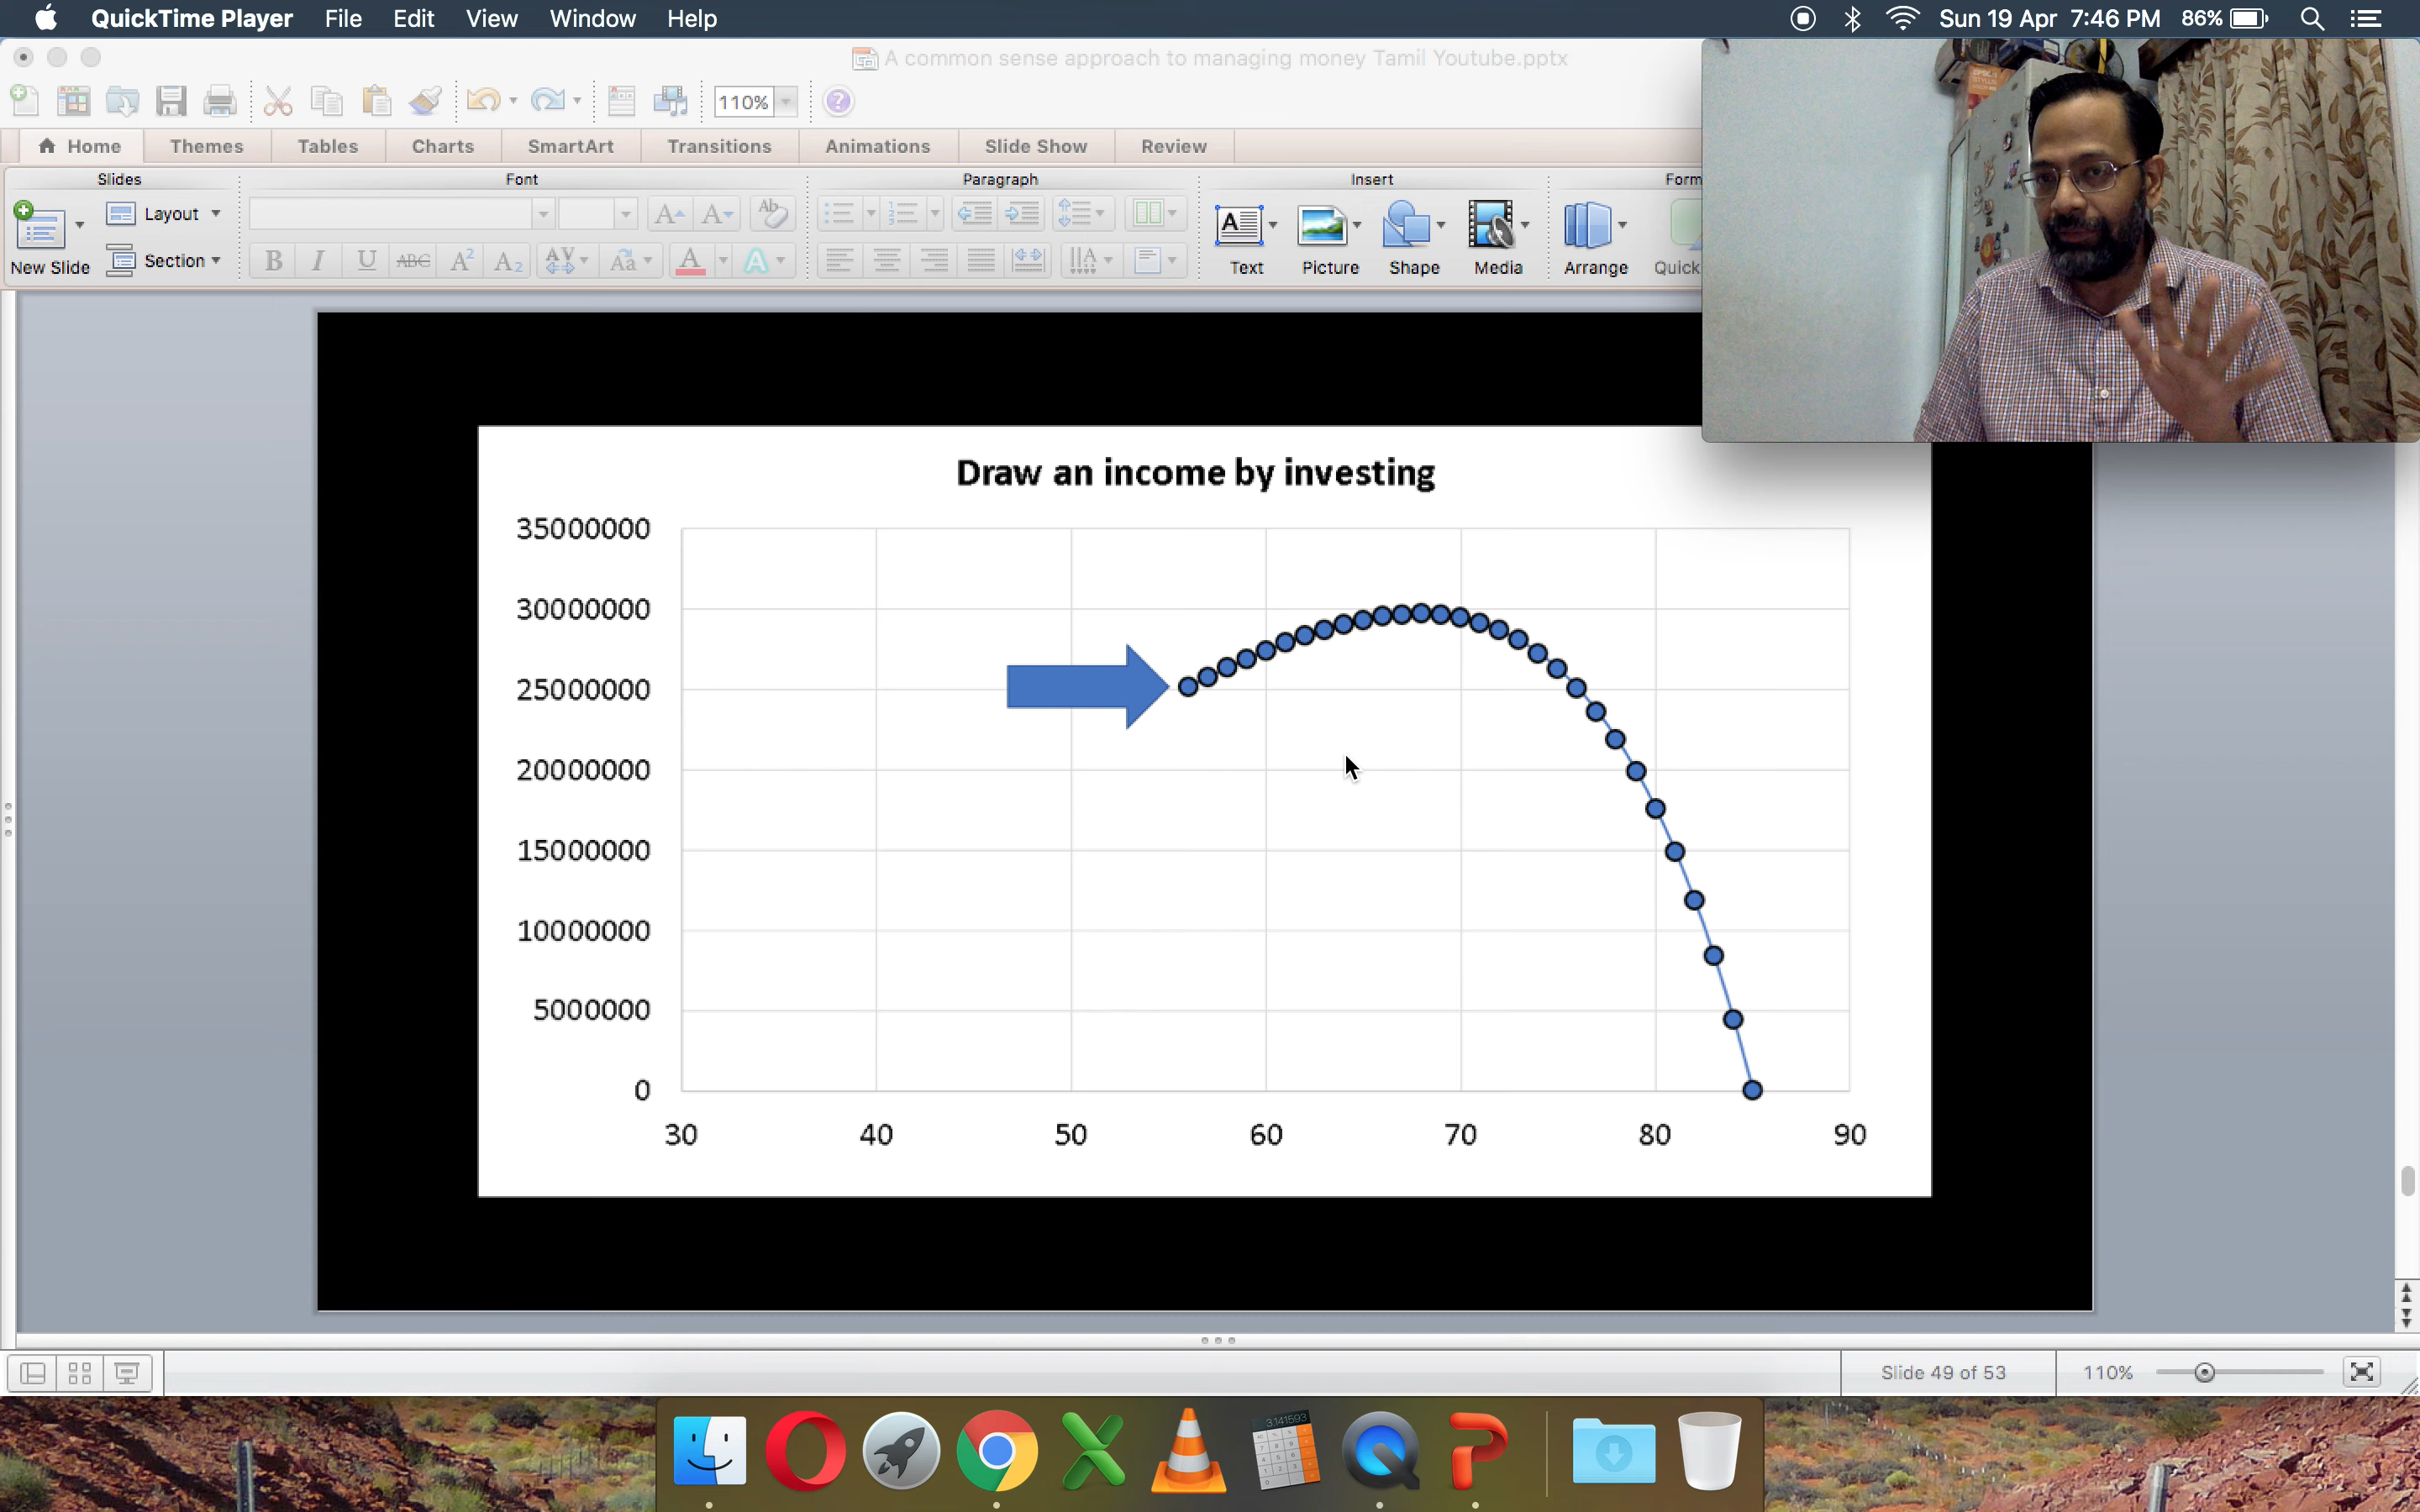 QuickTime Player File Edit View Window Help
Sun 19 Apr 7:46 PM 86%
A common sense approach to managing money Tamil Youtube.pptx
110%
Home Themes Tables Charts SmartArt Transitions Animations Slide Show Review
Slides Font Paragraph Insert Form
Layout
New Slide Section
Text Picture Shape Media Arrange Quick
Draw an income by investing
35000000
30000000
25000000
20000000
15000000
10000000
5000000
0
30 40 50 60 70 80 90
Slide 49 of 53 110%
3.141593